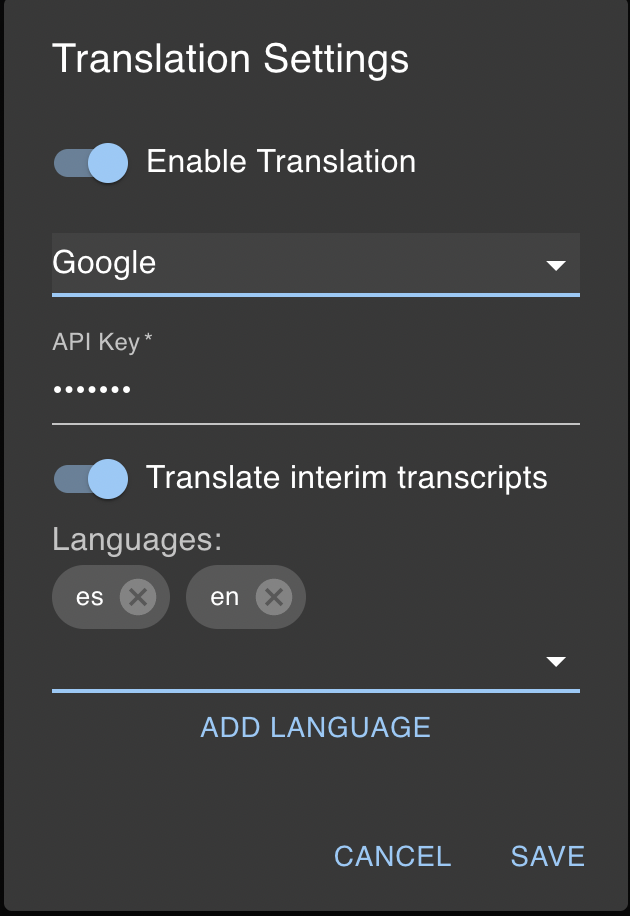 Translation Settings
Enable Translation
Google
API Key *
•••••••
Translate interim transcripts
Languages:
es en
ADD LANGUAGE
CANCEL SAVE